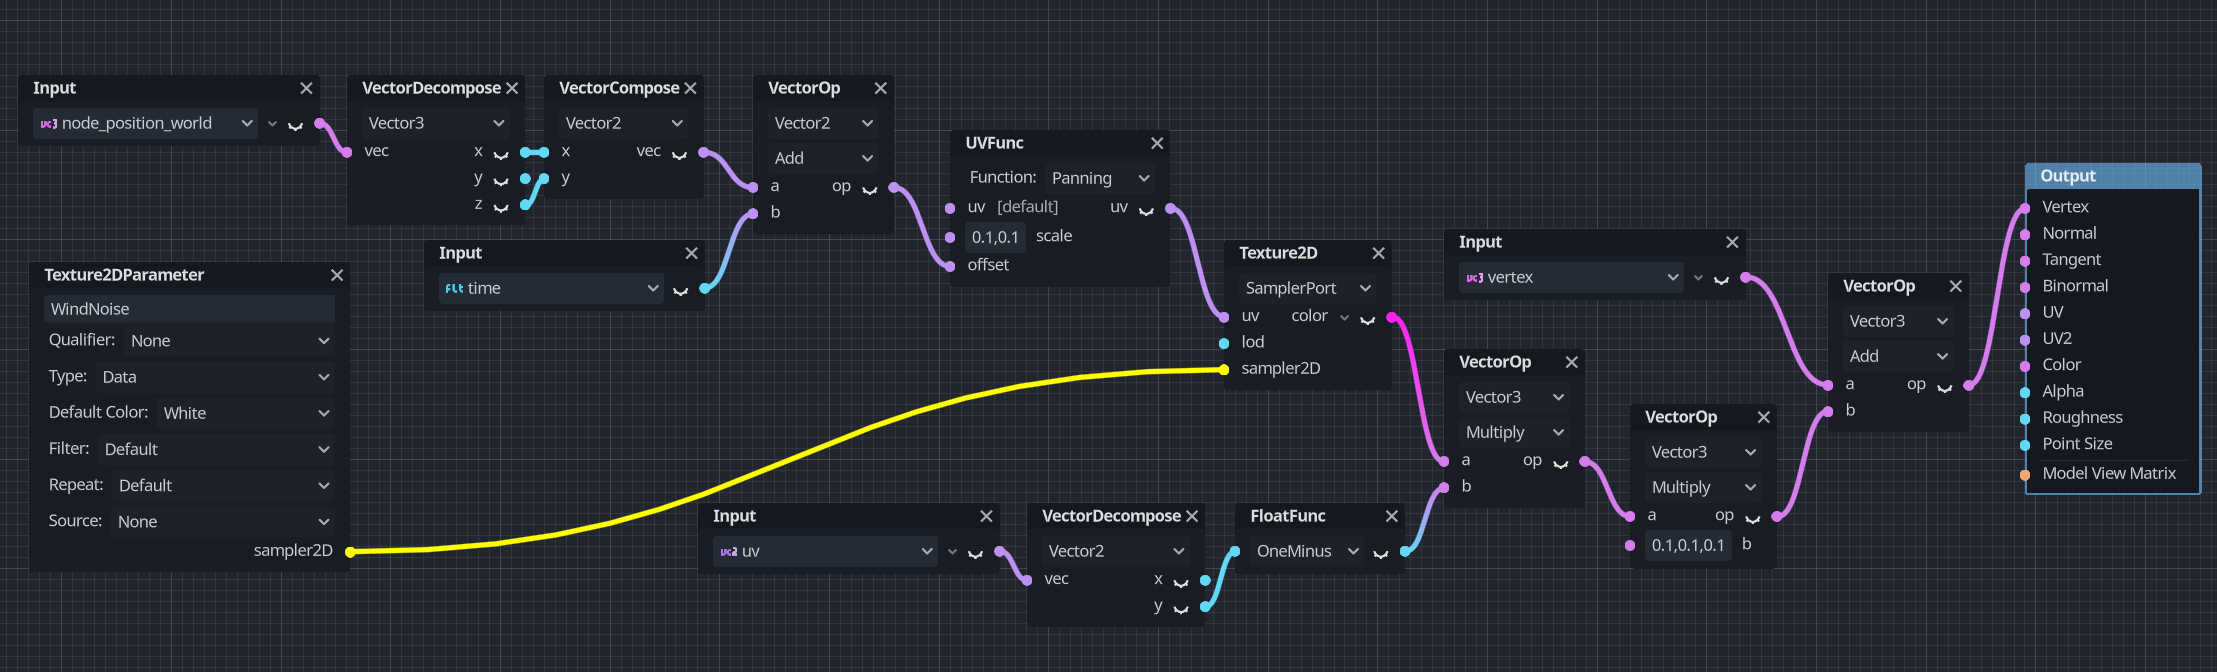 Input
node_position_world
VectorDecompose
Vector3
vec x
y
z
VectorCompose
Vector2
x vec
y
VectorOp
Vector2
Add
a op
b
Input
time
Texture2DParameter
WindNoise
Qualifier: None
Type: Data
Default Color: White
Filter: Default
Repeat: Default
Source: None
sampler2D
UVFunc
Function: Panning
uv [default] uv
0.1,0.1 scale
offset
Texture2D
SamplerPort
uv color
lod
sampler2D
Input
uv
VectorDecompose
Vector2
vec x
y
FloatFunc
OneMinus
Input
vertex
VectorOp
Vector3
Multiply
a op
b
VectorOp
Vector3
Multiply
a op
0.1,0.1,0.1 b
VectorOp
Vector3
Add
a op
b
Output
Vertex
Normal
Tangent
Binormal
UV
UV2
Color
Alpha
Roughness
Point Size
Model View Matrix